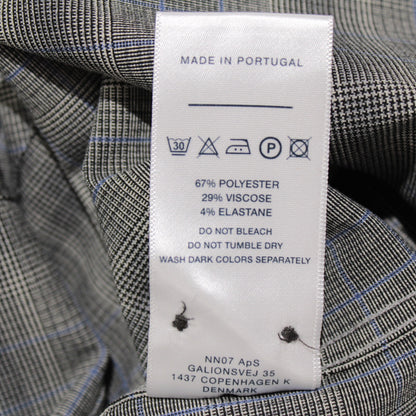 MADE IN PORTUGAL
30 P
67% POLYESTER
29% VISCOSE
4% ELASTANE
DO NOT BLEACH
DO NOT TUMBLE DRY
WASH DARK COLORS SEPARATELY
NN07 ApS
GALIONSVEJ 35
1437 COPENHAGEN K
DENMARK